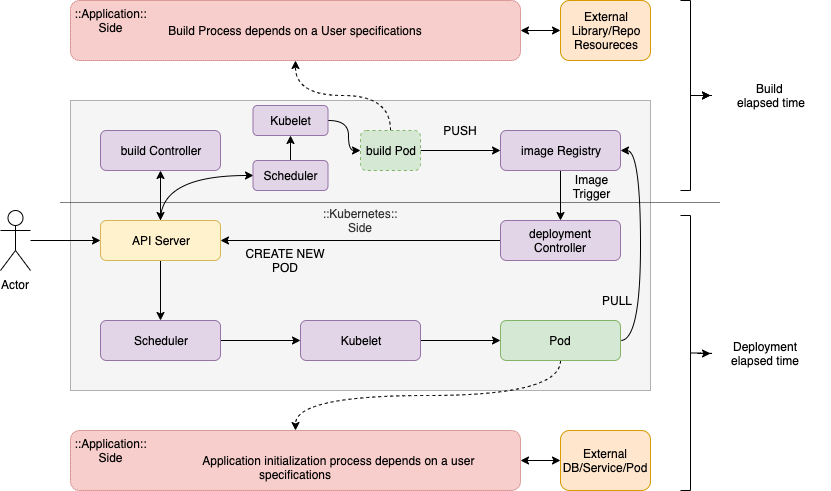 ::Application::
Side
Build Process depends on a User specifications
External
Library/Repo
Resoureces
Build
elapsed time
Kubelet
build Controller
build Pod
PUSH
image Registry
Scheduler
Image
Trigger
::Kubernetes::
Side
API Server
deployment
Controller
CREATE NEW
POD
Actor
PULL
Scheduler
Kubelet
Pod
Deployment
elapsed time
::Application::
Side
Application initialization process depends on a user
specifications
External
DB/Service/Pod